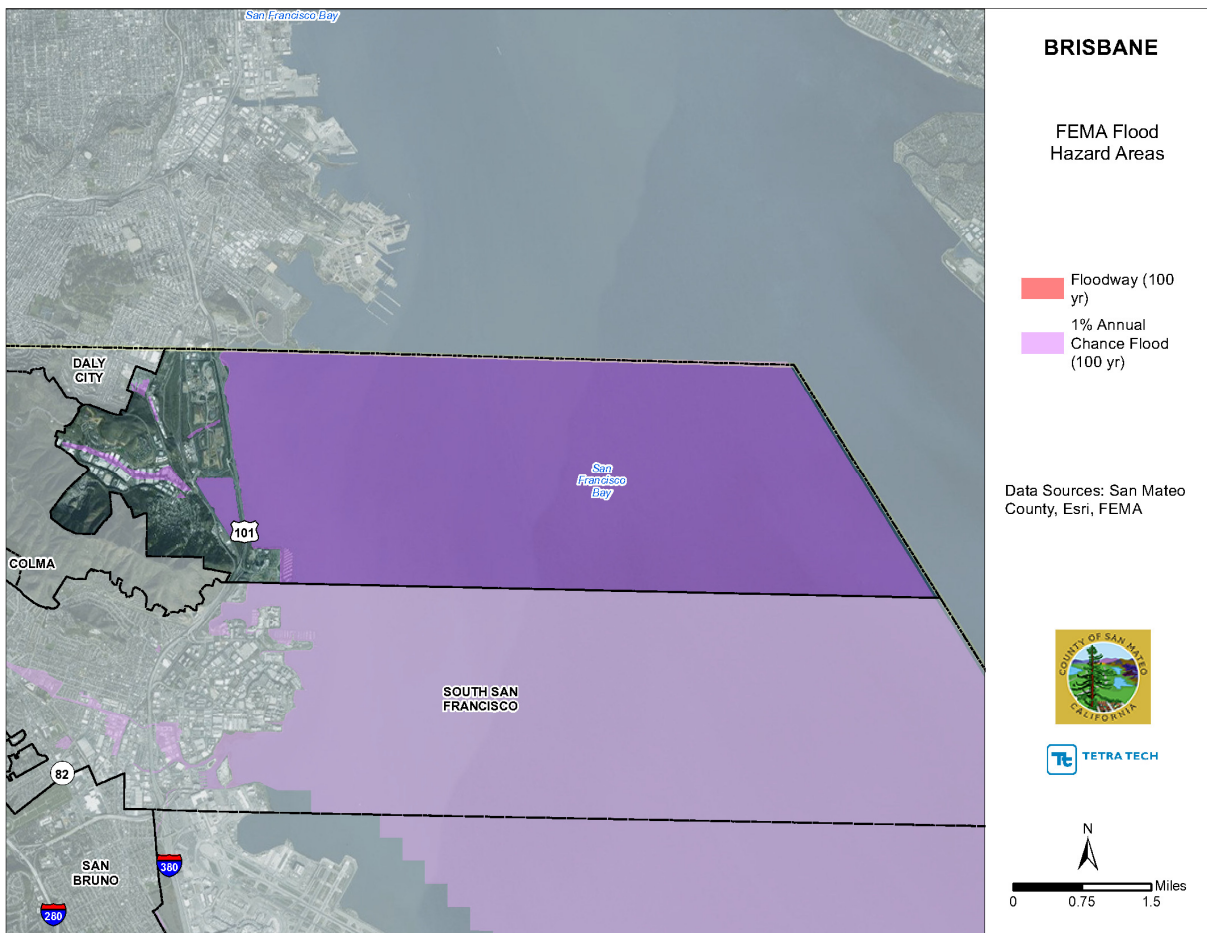 San Francisco Bay
DALY
CITY
San
Francisco
Bay
101
COLMA
SOUTH SAN
FRANCISCO
82
SAN
BRUNO
380
280
BRISBANE
FEMA Flood
Hazard Areas
Floodway (100
yr)
1% Annual
Chance Flood
(100 yr)
Data Sources: San Mateo
County, Esri, FEMA
COUNTY OF SAN MATEO
CALIFORNIA
Tt TETRA TECH
N
Miles
0 0.75 1.5